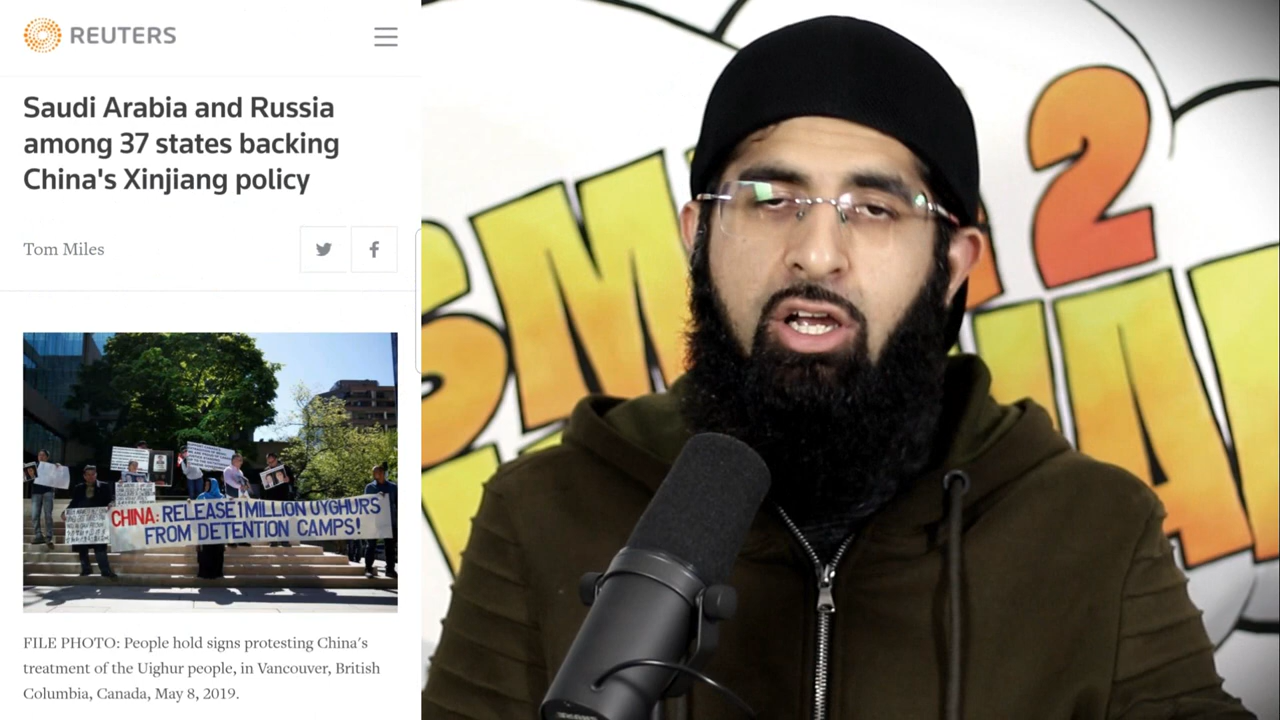 REUTERS
Saudi Arabia and Russia
among 37 states backing
China's Xinjiang policy
Tom Miles
CHINA: RELEASE 1 MILLION UYGHURS
FROM DETENTION CAMPS!
FILE PHOTO: People hold signs protesting China's
treatment of the Uighur people, in Vancouver, British
Columbia, Canada, May 8, 2019.
SM
2